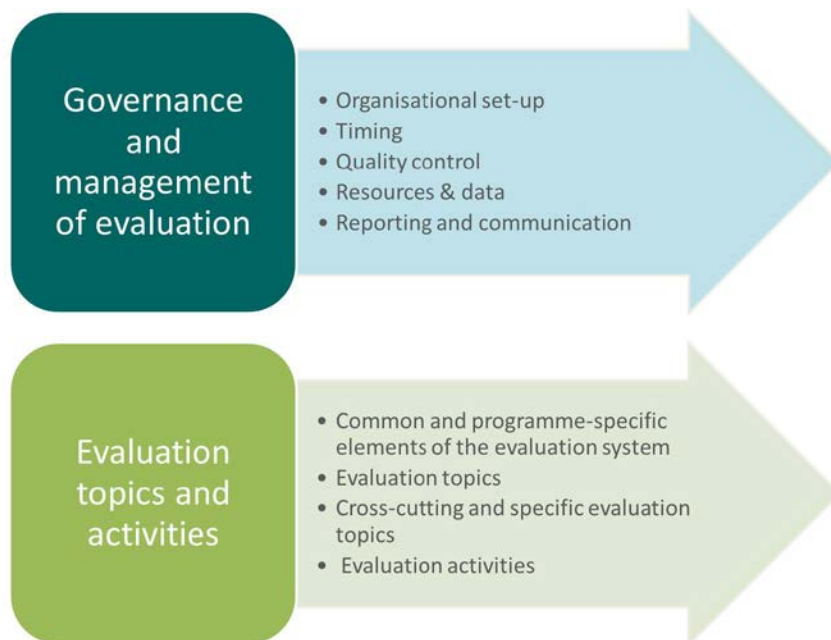 Governance
and
management
of evaluation
• Organisational set-up
• Timing
• Quality control
• Resources & data
• Reporting and communication
Evaluation
topics and
activities
• Common and programme-specific
elements of the evaluation system
• Evaluation topics
• Cross-cutting and specific evaluation
topics
• Evaluation activities